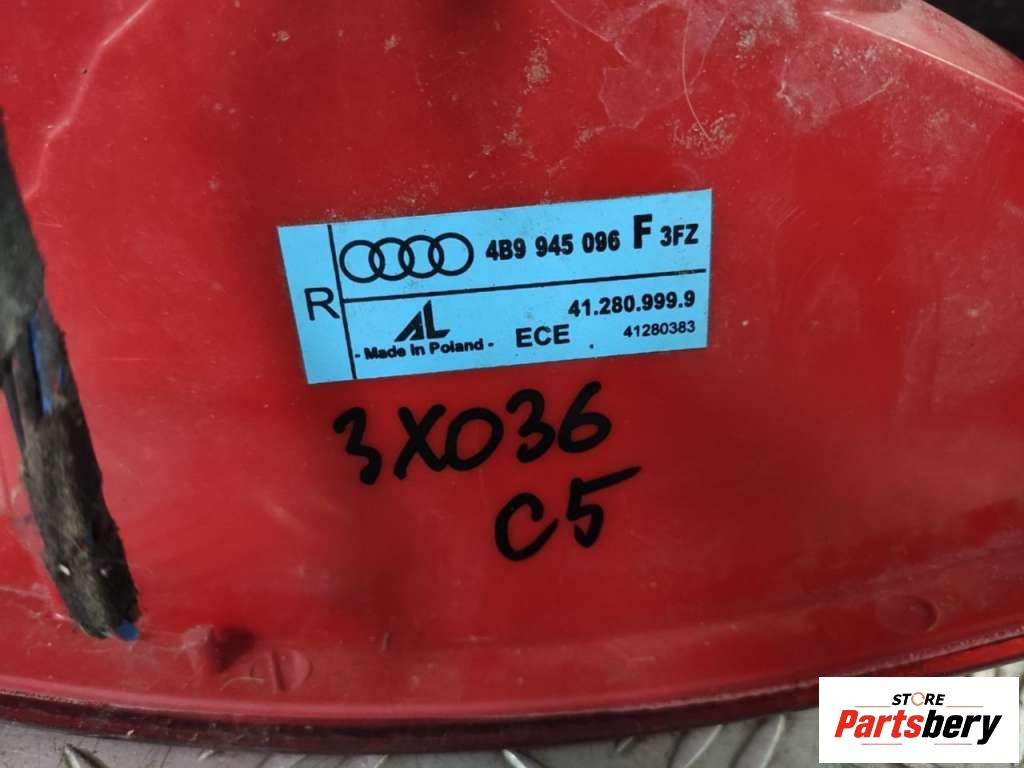 R
4B9 945 096 F 3FZ
41.280.999.9
AL
- Made in Poland - ECE . 41280383
3X036
C5
STORE
Partsbery